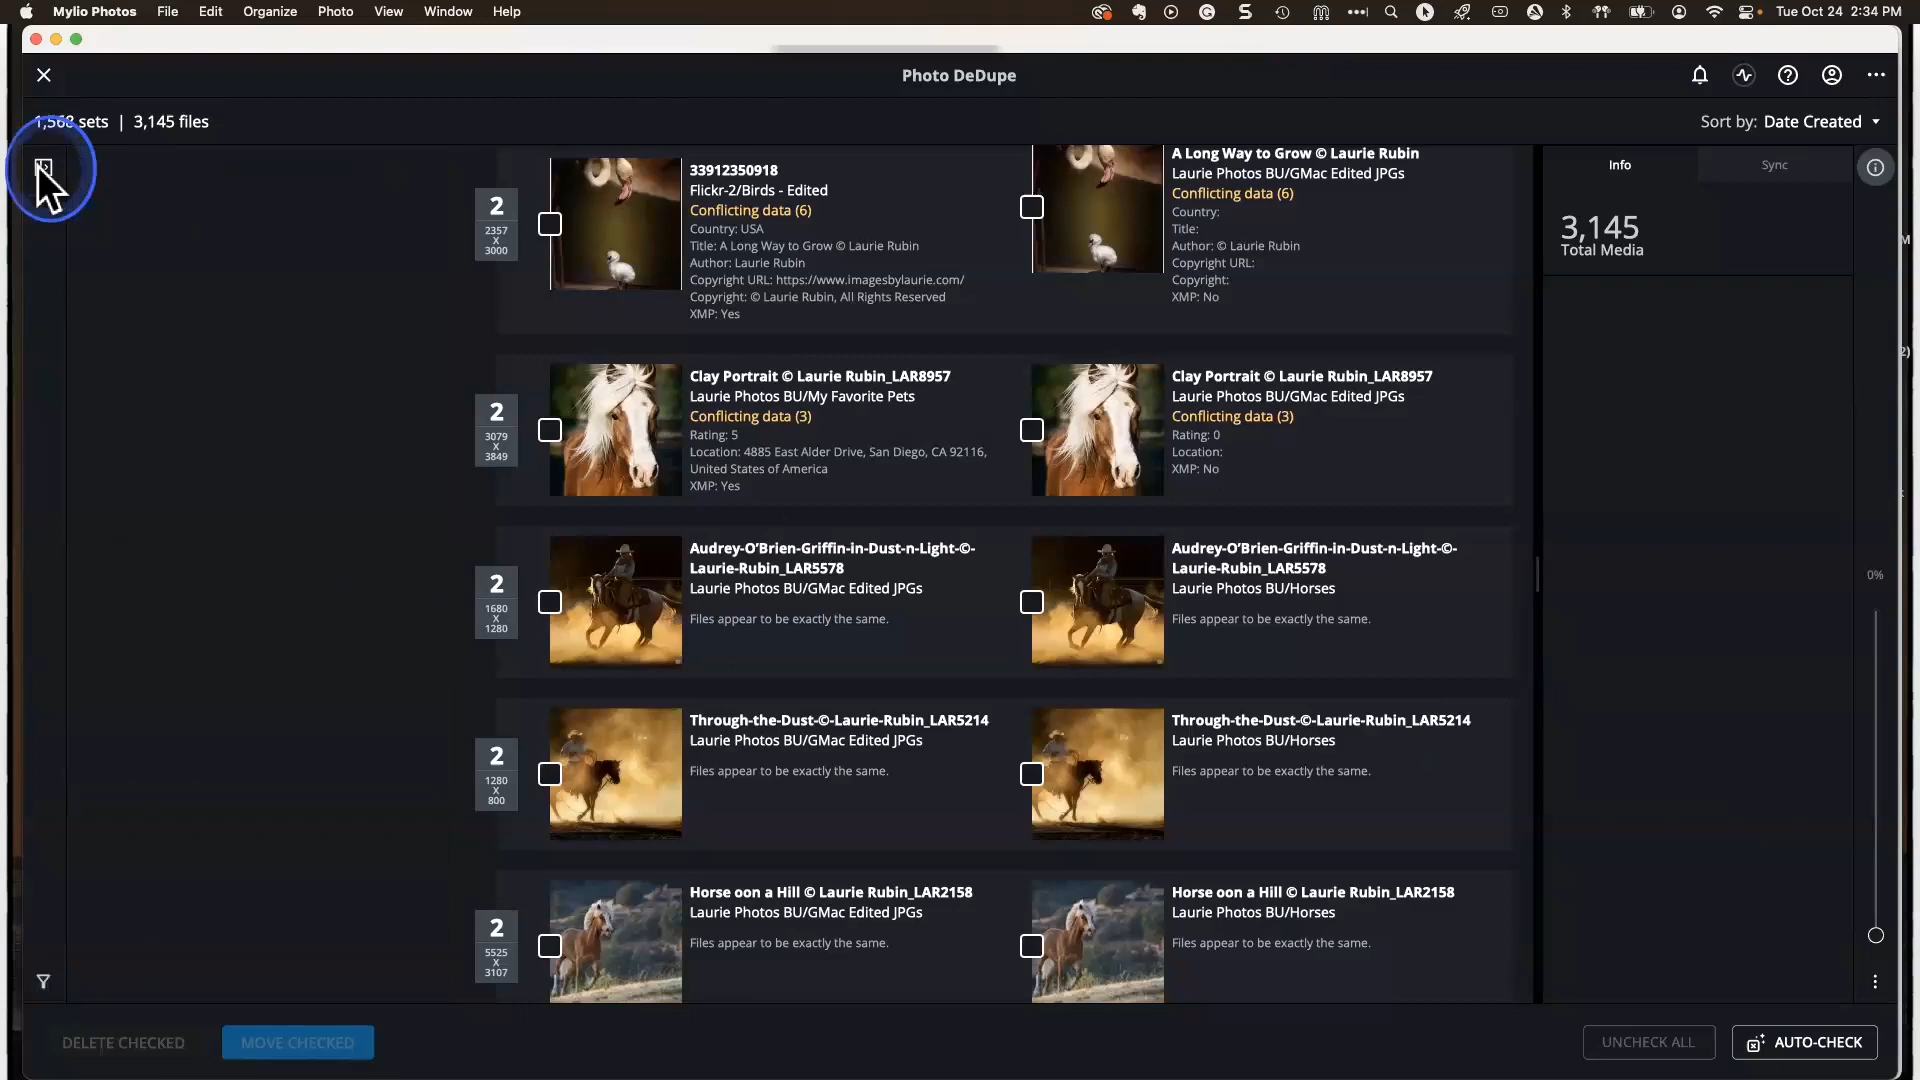 Mylio Photos File Edit Organize Photo View Window Help Tue Oct 24 2:34 PM
Photo DeDupe
1,568 sets | 3,145 files
Sort by: Date Created
2
2357
X
3000
33912350918
Flickr-2/Birds - Edited
Conflicting data (6)
Country: USA
Title: A Long Way to Grow © Laurie Rubin
Author: Laurie Rubin
Copyright URL: https://www.imagesbylaurie.com/
Copyright: © Laurie Rubin, All Rights Reserved
XMP: Yes
A Long Way to Grow © Laurie Rubin
Laurie Photos BU/GMac Edited JPGs
Conflicting data (6)
Country:
Title:
Author: © Laurie Rubin
Copyright URL:
Copyright:
XMP: No
2
3079
X
3849
Clay Portrait © Laurie Rubin_LAR8957
Laurie Photos BU/My Favorite Pets
Conflicting data (3)
Rating: 5
Location: 4885 East Alder Drive, San Diego, CA 92116,
United States of America
XMP: Yes
Clay Portrait © Laurie Rubin_LAR8957
Laurie Photos BU/GMac Edited JPGs
Conflicting data (3)
Rating: 0
Location:
XMP: No
2
1680
X
1280
Audrey-O’Brien-Griffin-in-Dust-n-Light-©-
Laurie-Rubin_LAR5578
Laurie Photos BU/GMac Edited JPGs
Files appear to be exactly the same.
Audrey-O’Brien-Griffin-in-Dust-n-Light-©-
Laurie-Rubin_LAR5578
Laurie Photos BU/Horses
Files appear to be exactly the same.
2
1280
X
800
Through-the-Dust-©-Laurie-Rubin_LAR5214
Laurie Photos BU/GMac Edited JPGs
Files appear to be exactly the same.
Through-the-Dust-©-Laurie-Rubin_LAR5214
Laurie Photos BU/Horses
Files appear to be exactly the same.
2
5525
X
3107
Horse oon a Hill © Laurie Rubin_LAR2158
Laurie Photos BU/GMac Edited JPGs
Files appear to be exactly the same.
Horse oon a Hill © Laurie Rubin_LAR2158
Laurie Photos BU/Horses
Files appear to be exactly the same.
Info Sync
3,145
Total Media
0%
DELETE CHECKED MOVE CHECKED UNCHECK ALL AUTO-CHECK